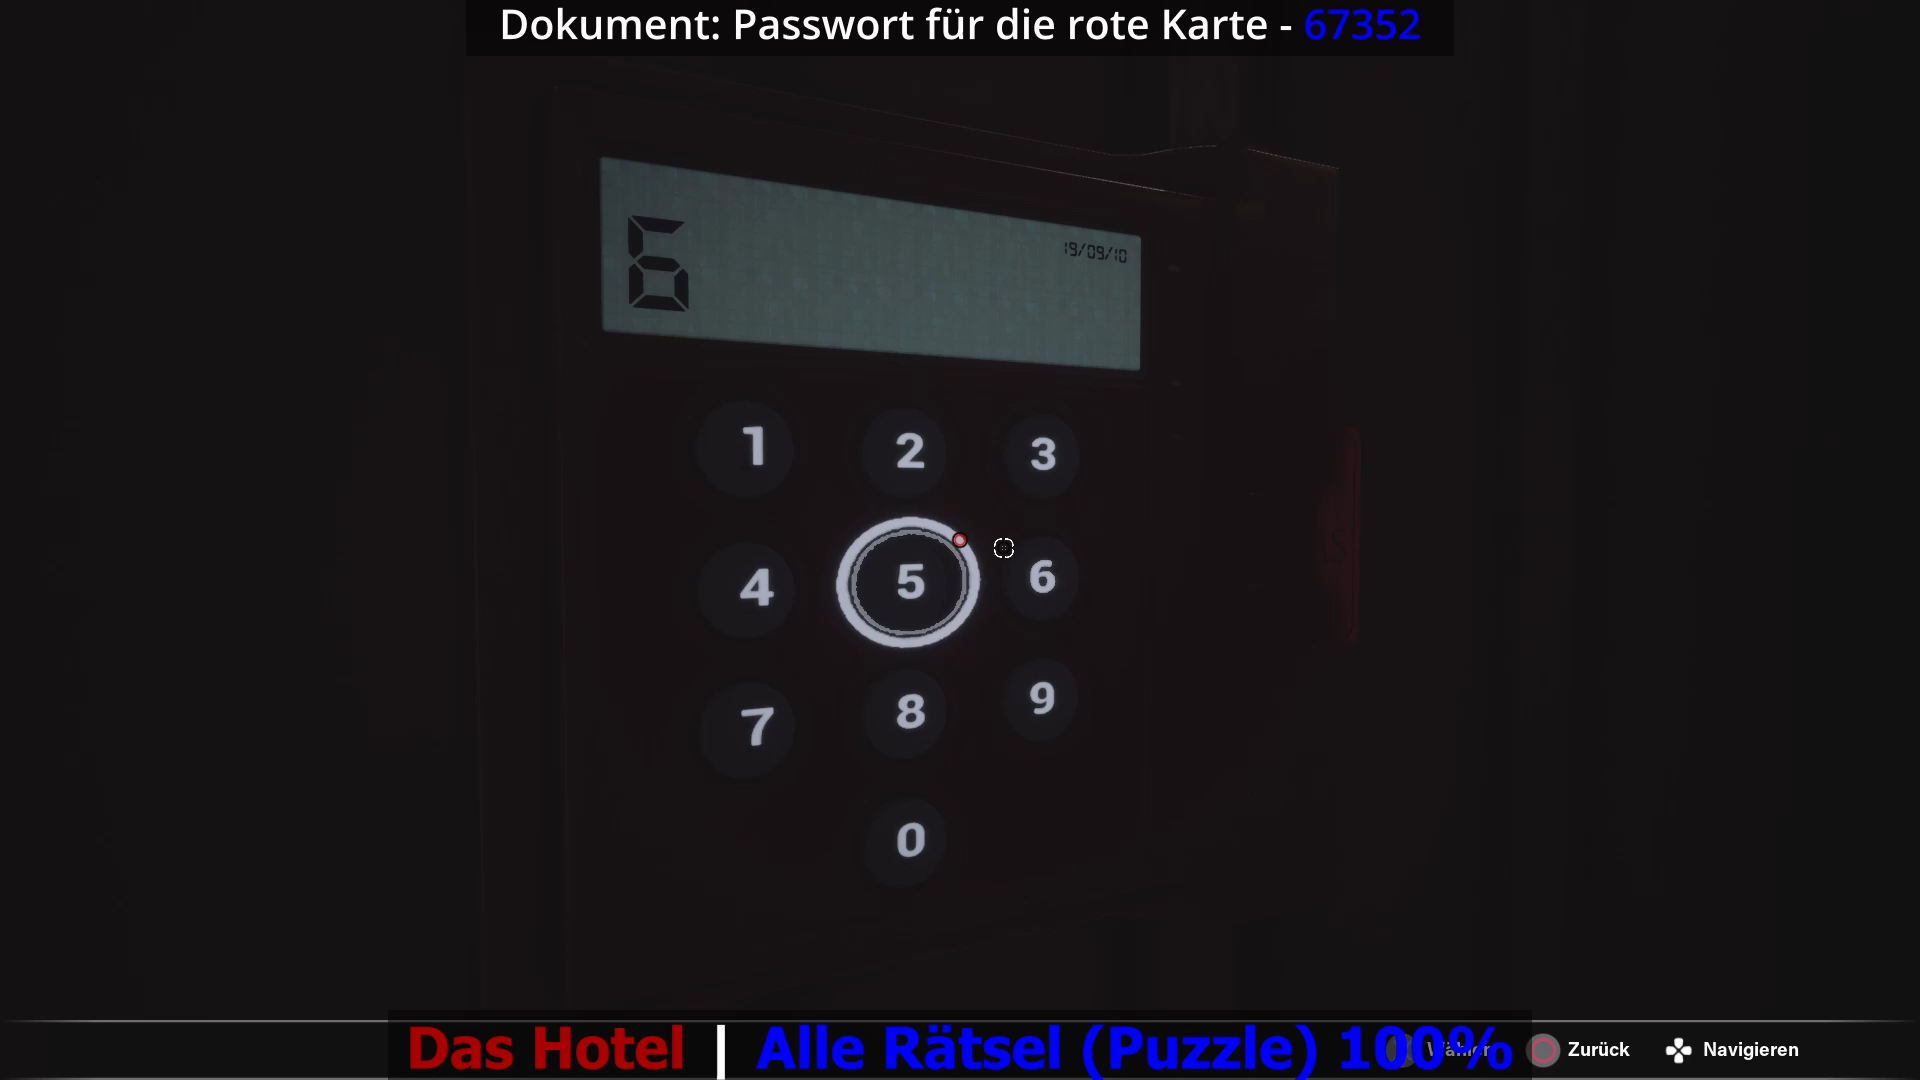 Dokument: Passwort für die rote Karte - 67352
19/09/10
6
1 2 3
4 5 6
7 8 9
0
Das Hotel | Alle Rätsel (Puzzle) 100%
Wählen
Zurück
Navigieren